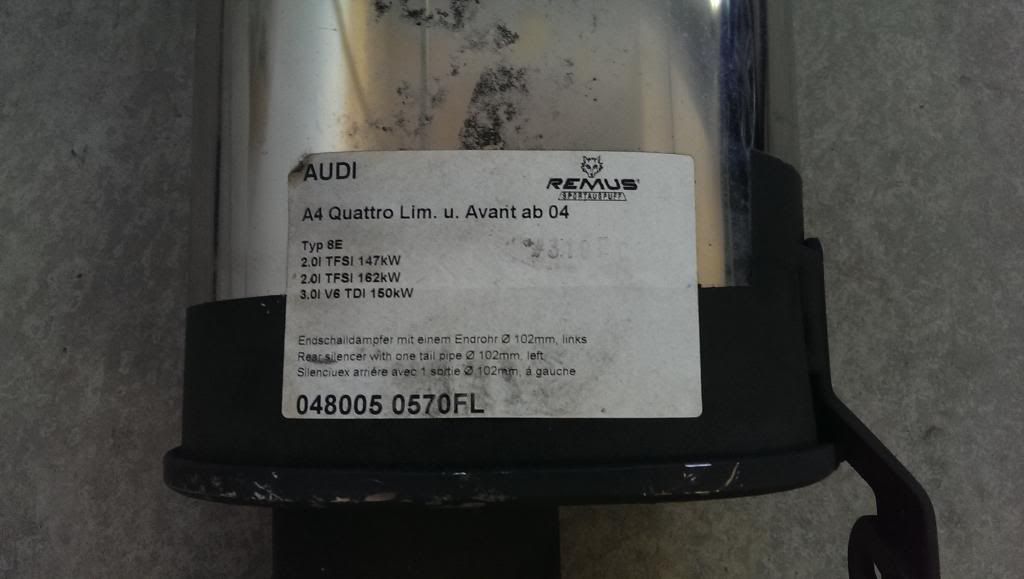 AUDI
REMUS
SPORTAUSPUFF
A4 Quattro Lim. u. Avant ab 04
Typ 8E
2.0l TFSI 147kW
2.0l TFSI 162kW
3.0l V6 TDI 150kW
Endschalldämpfer mit einem Endrohr Ø 102mm, links
Rear silencer with one tail pipe Ø 102mm, left
Silenciuex arriére avec 1 sortie Ø 102mm, á gauche
048005 0570FL